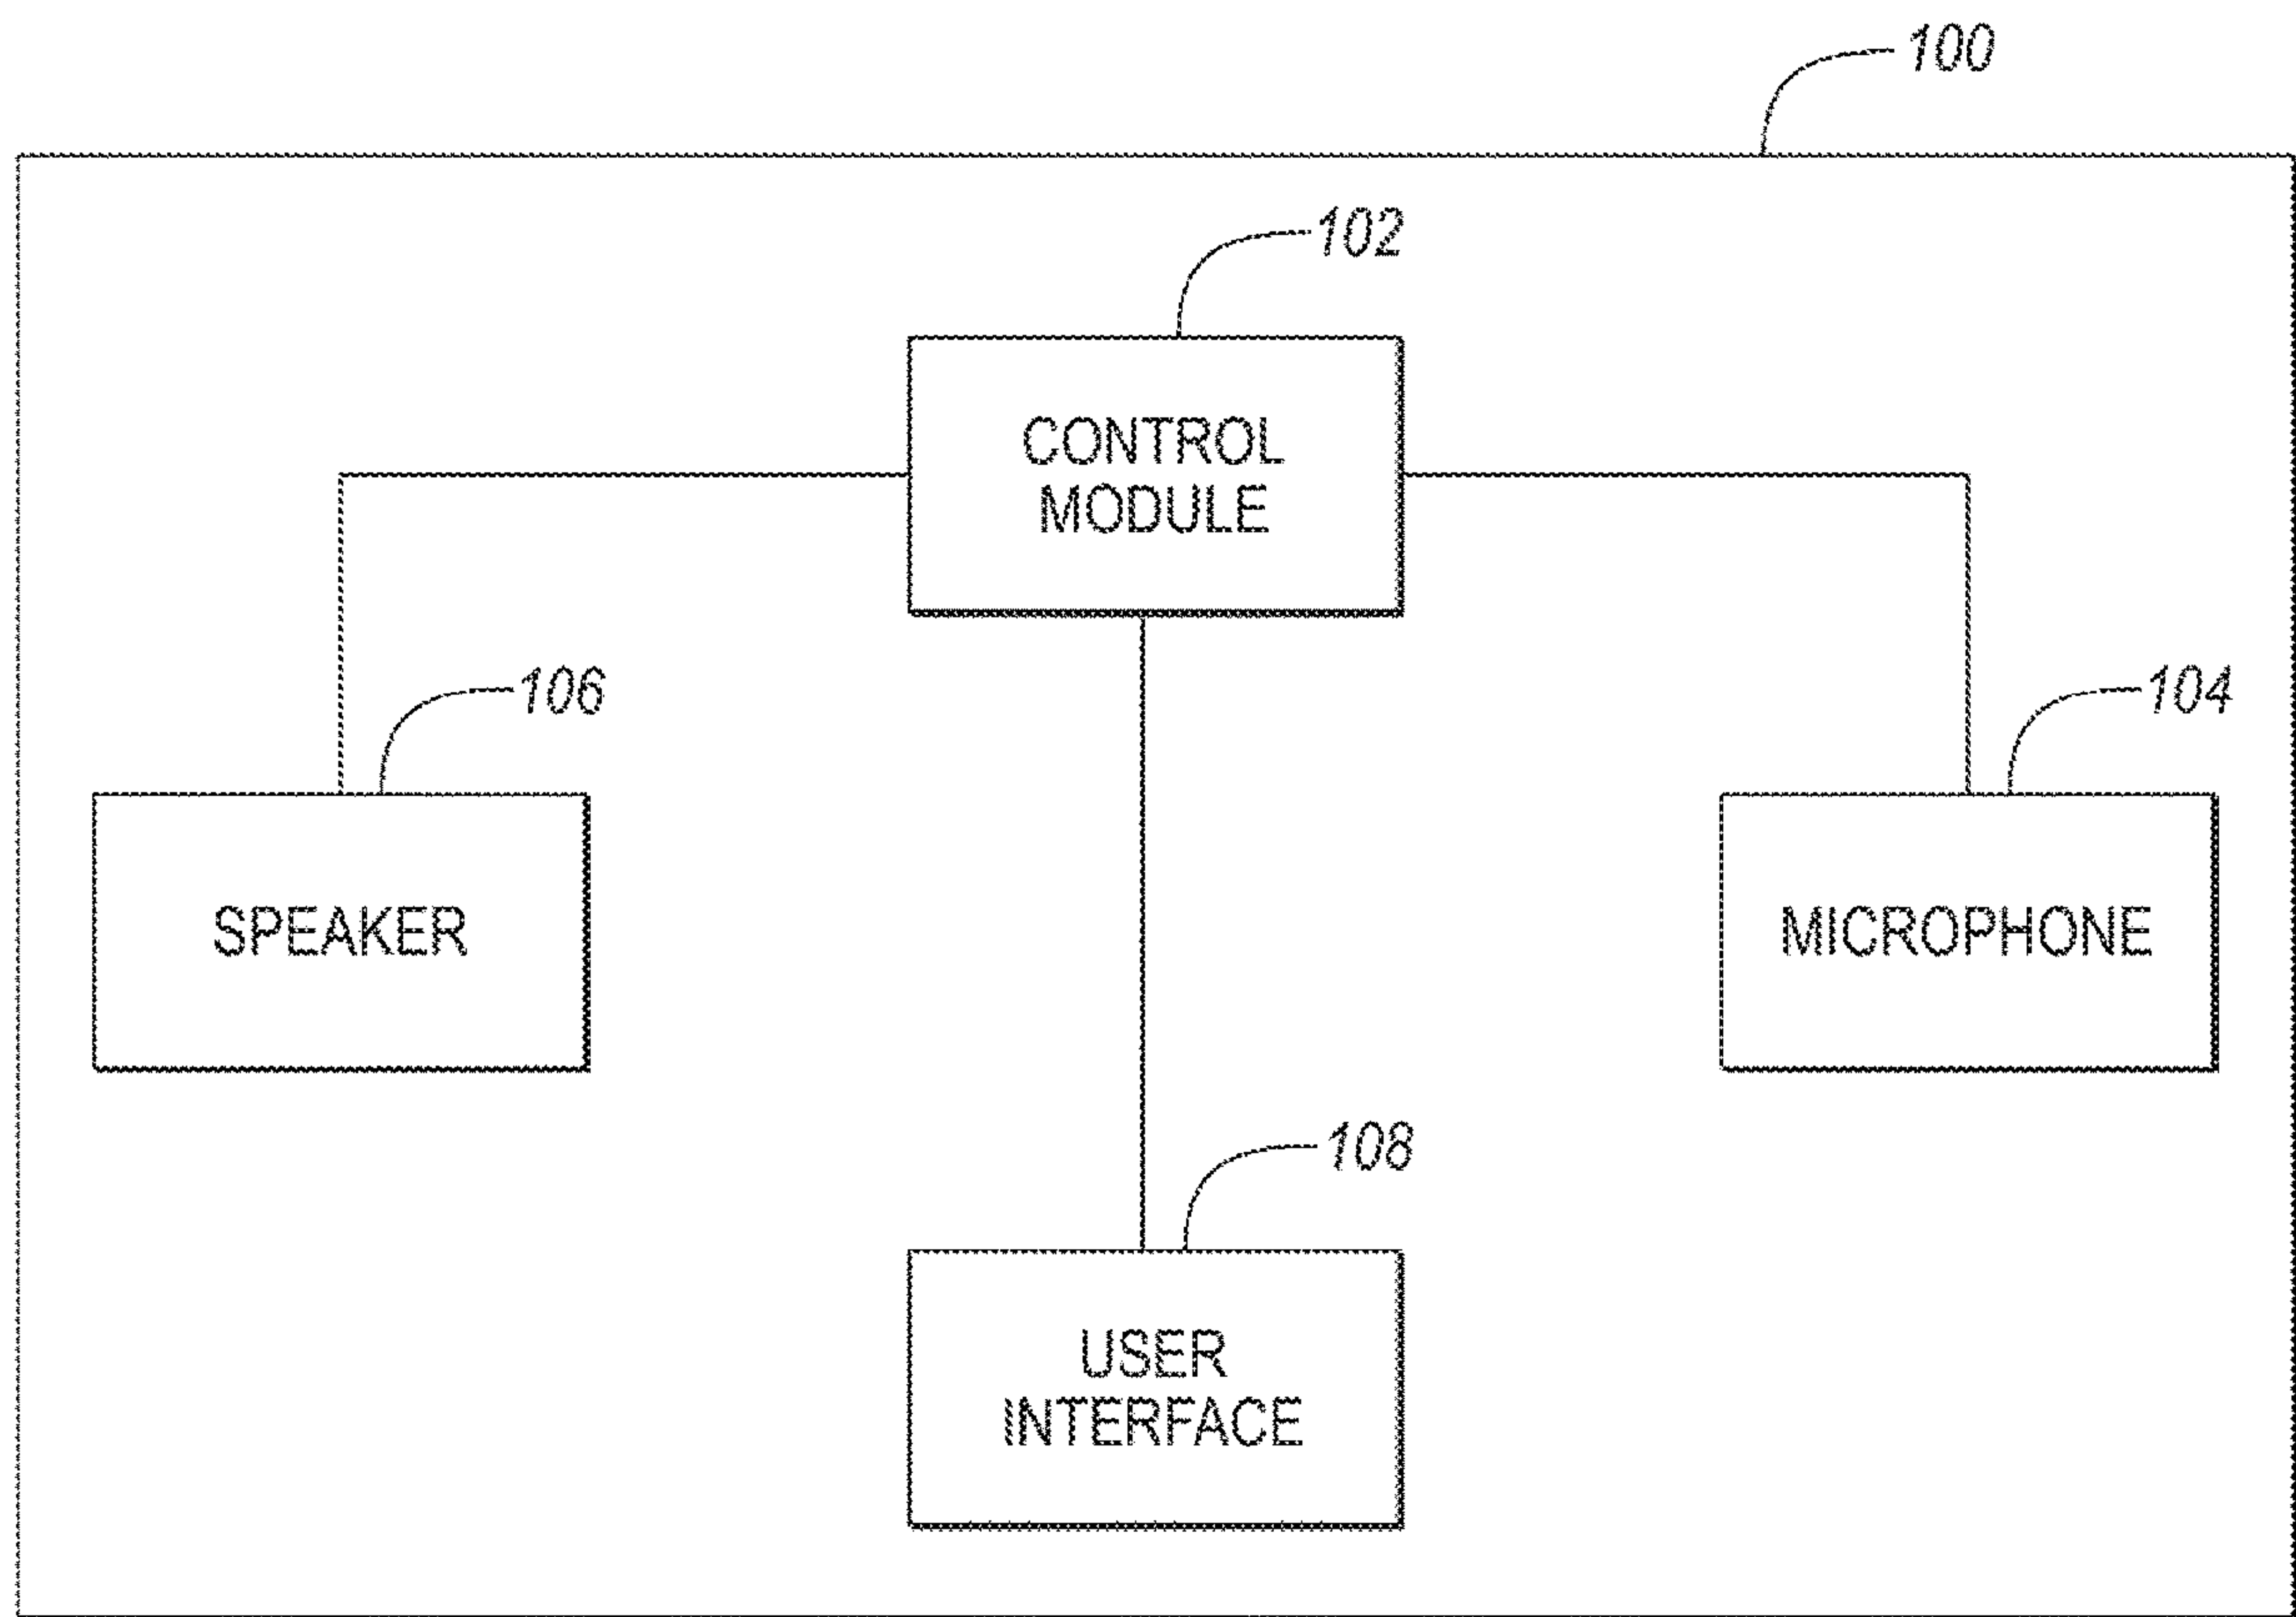 100
102
CONTROL
MODULE
106
104
SPEAKER
MICROPHONE
108
USER
INTERFACE